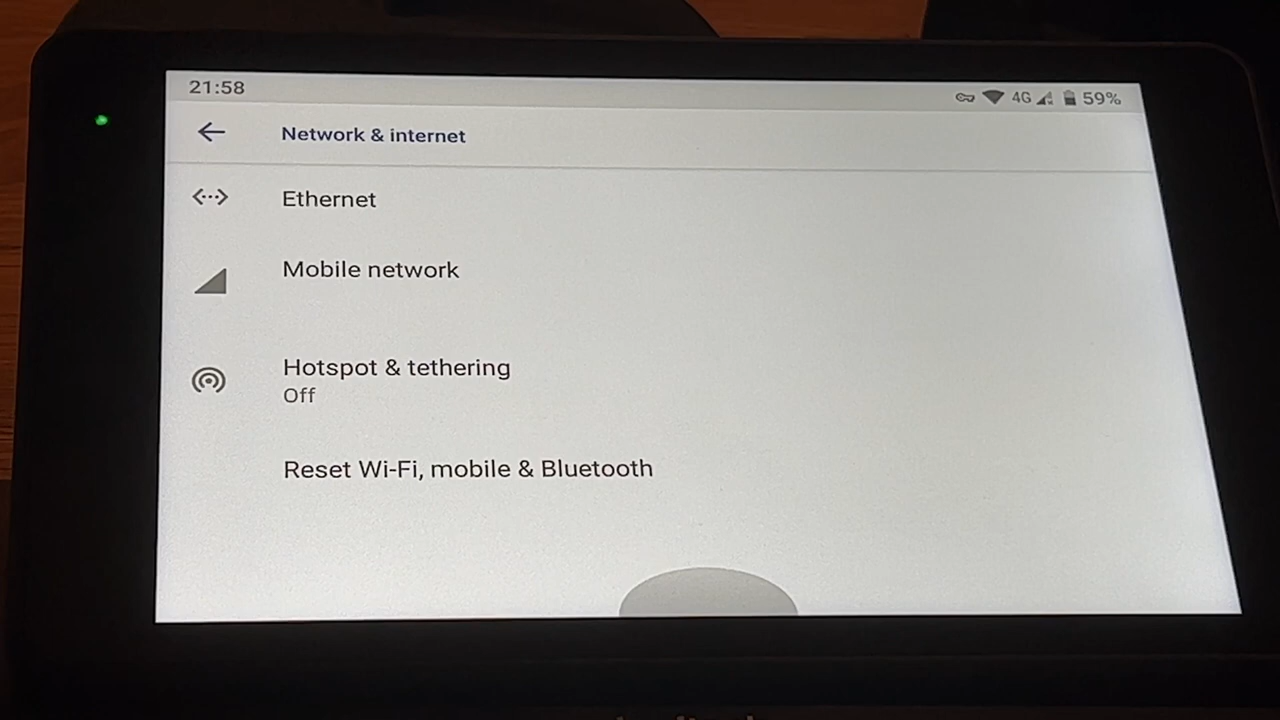 21:58
4G 59%
Network & internet
Ethernet
Mobile network
Hotspot & tethering
Off
Reset Wi-Fi, mobile & Bluetooth